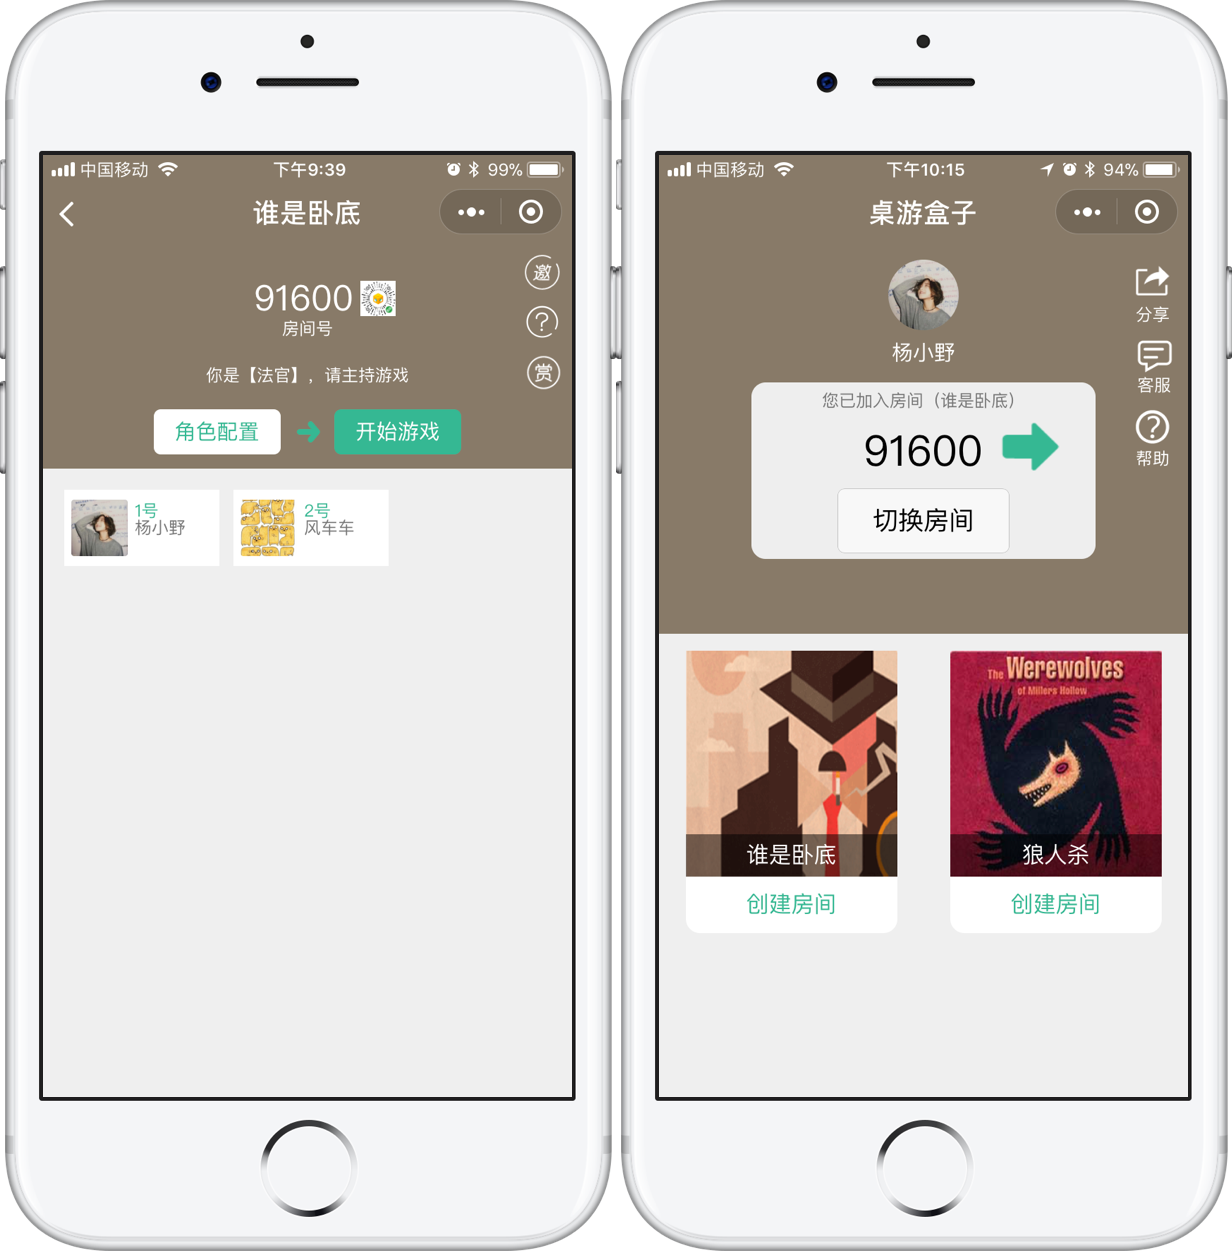 中国移动
下午9:39
99%
谁是卧底
邀
91600
房间号
?
你是【法官】，请主持游戏
赏
角色配置
开始游戏
1号
杨小野
2号
风车车
中国移动
下午10:15
94%
桌游盒子
分享
杨小野
客服
您已加入房间（谁是卧底）
91600
?
帮助
切换房间
谁是卧底
创建房间
The Werewolves
of Millers Hollow
狼人杀
创建房间